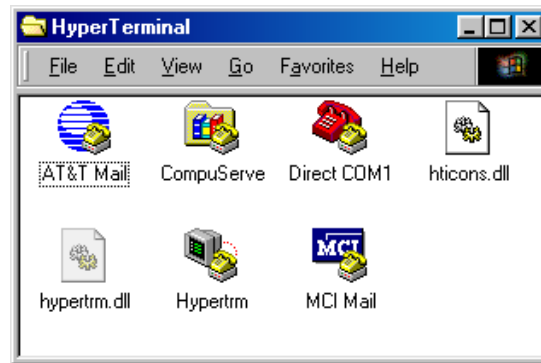 HyperTerminal
File Edit View Go Favorites Help
AT&T Mail CompuServe Direct COM1 hticons.dll
MCI
hypertrm.dll Hypertrm MCI Mail